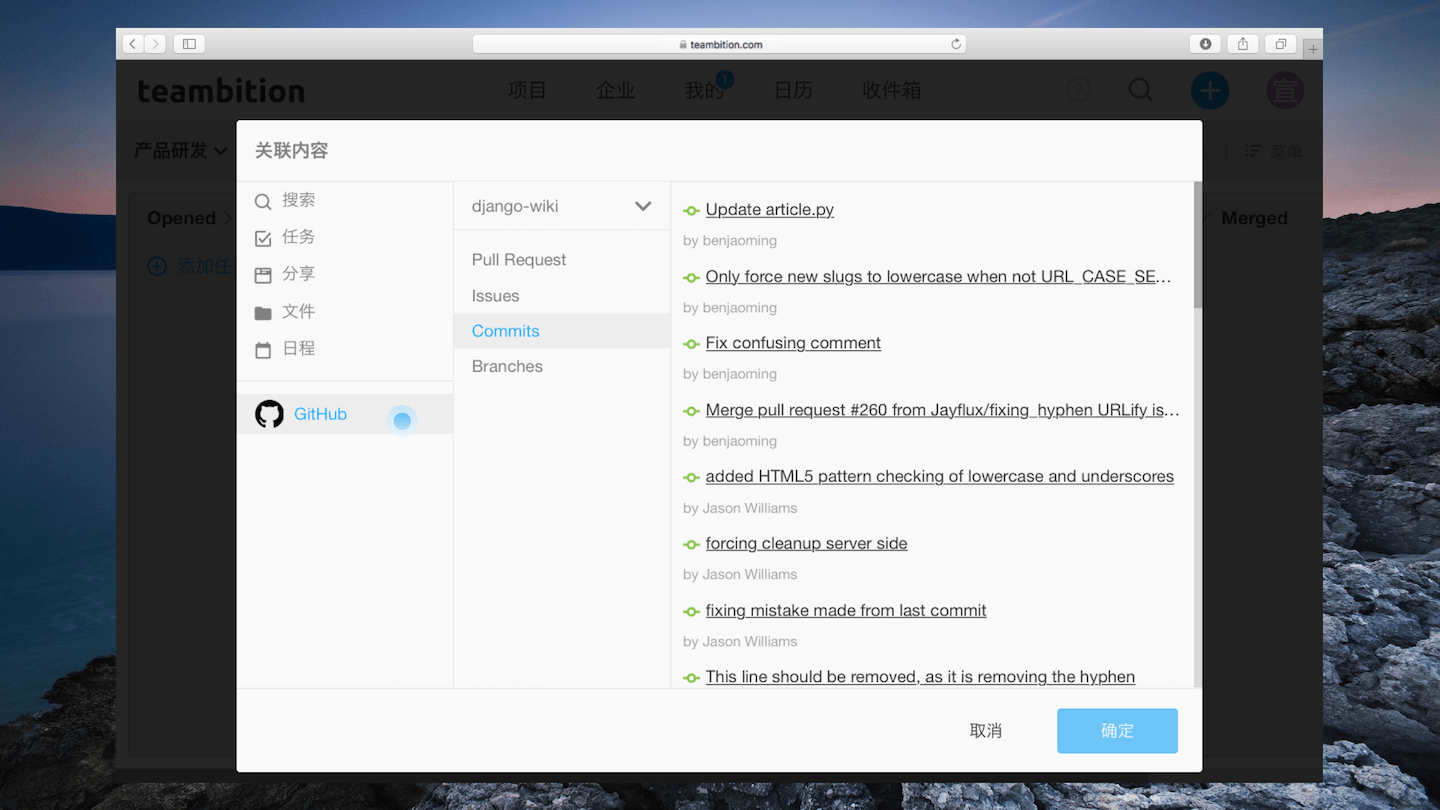 teambition.com
teambition
项目
企业
我的
1
日历
收件箱
宣
产品研发
菜单
Opened
添加任
Merged
关联内容
搜索
任务
分享
文件
日程
GitHub
django-wiki
Pull Request
Issues
Commits
Branches
Update article.py
by benjaoming
Only force new slugs to lowercase when not URL_CASE_SE…
by benjaoming
Fix confusing comment
by benjaoming
Merge pull request #260 from Jayflux/fixing_hyphen URLify is…
by benjaoming
added HTML5 pattern checking of lowercase and underscores
by Jason Williams
forcing cleanup server side
by Jason Williams
fixing mistake made from last commit
by Jason Williams
This line should be removed, as it is removing the hyphen
取消
确定